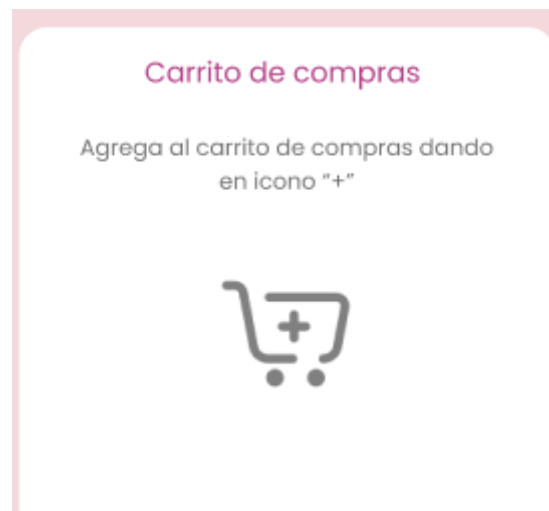 Carrito de compras
Agrega al carrito de compras dando
en icono “+”